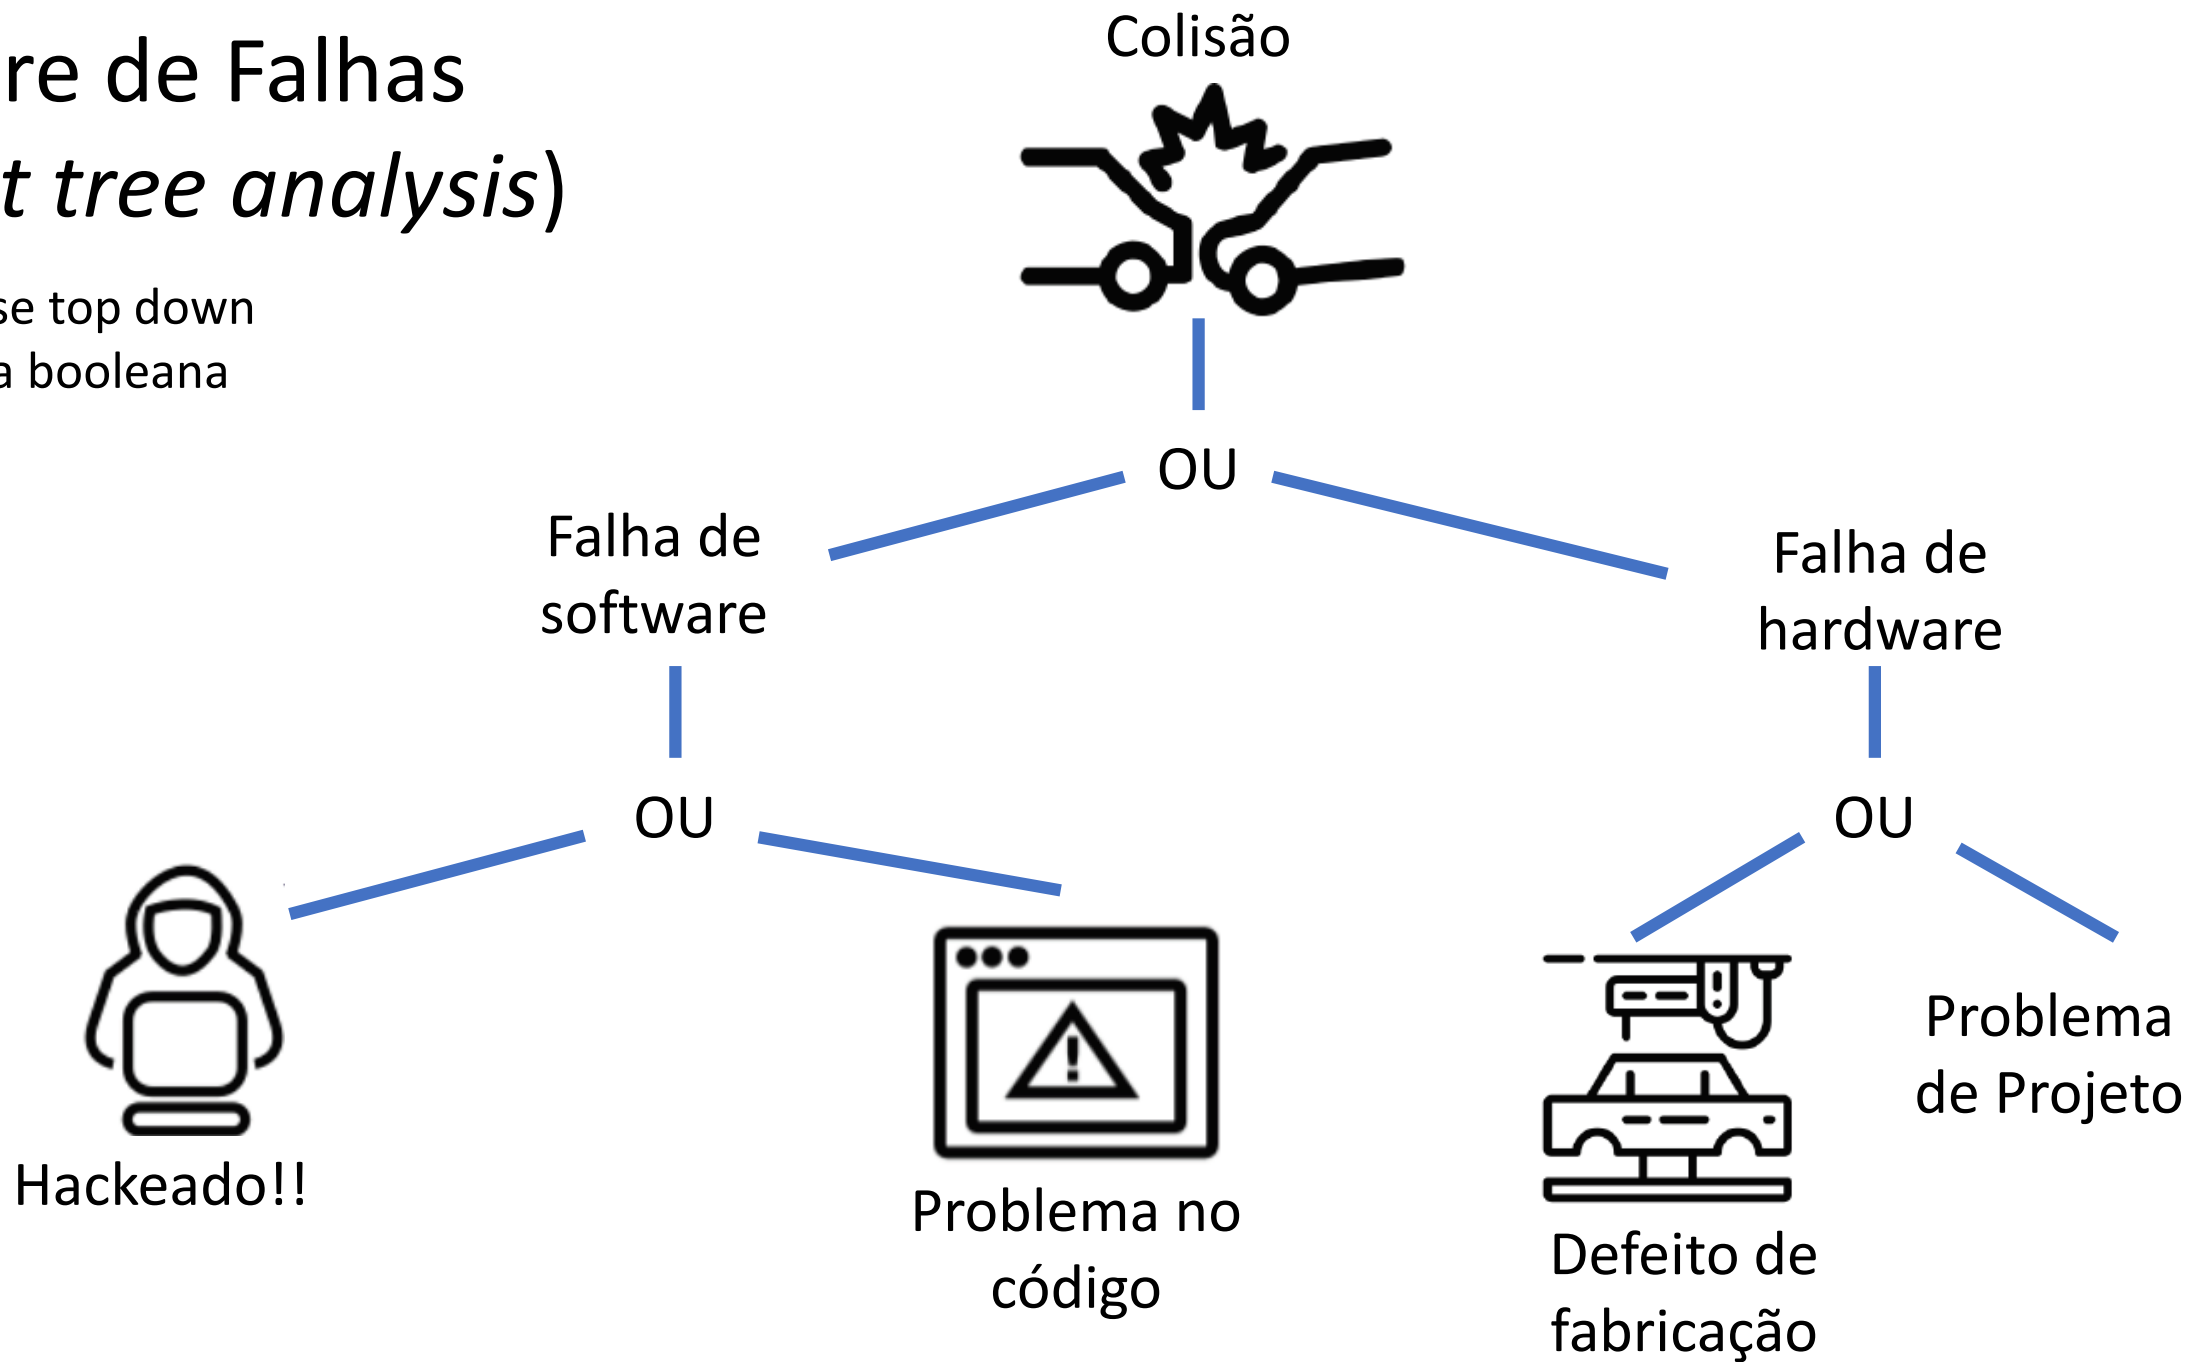 re de Falhas
t tree analysis)
se top down
a booleana
Colisão
OU
Falha de
software
Falha de
hardware
OU
OU
Hackeado!!
Problema no
código
Defeito de
fabricação
Problema
de Projeto